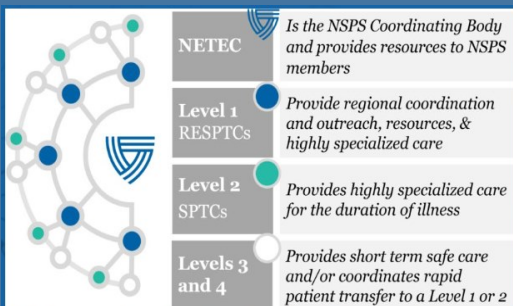 NETEC
Is the NSPS Coordinating Body
and provides resources to NSPS
members
Level 1
RESPTCs
Provide regional coordination
and outreach, resources, &
highly specialized care
Level 2
SPTCs
Provides highly specialized care
for the duration of illness
Levels 3
and 4
Provides short term safe care
and/or coordinates rapid
patient transfer to a Level 1 or 2